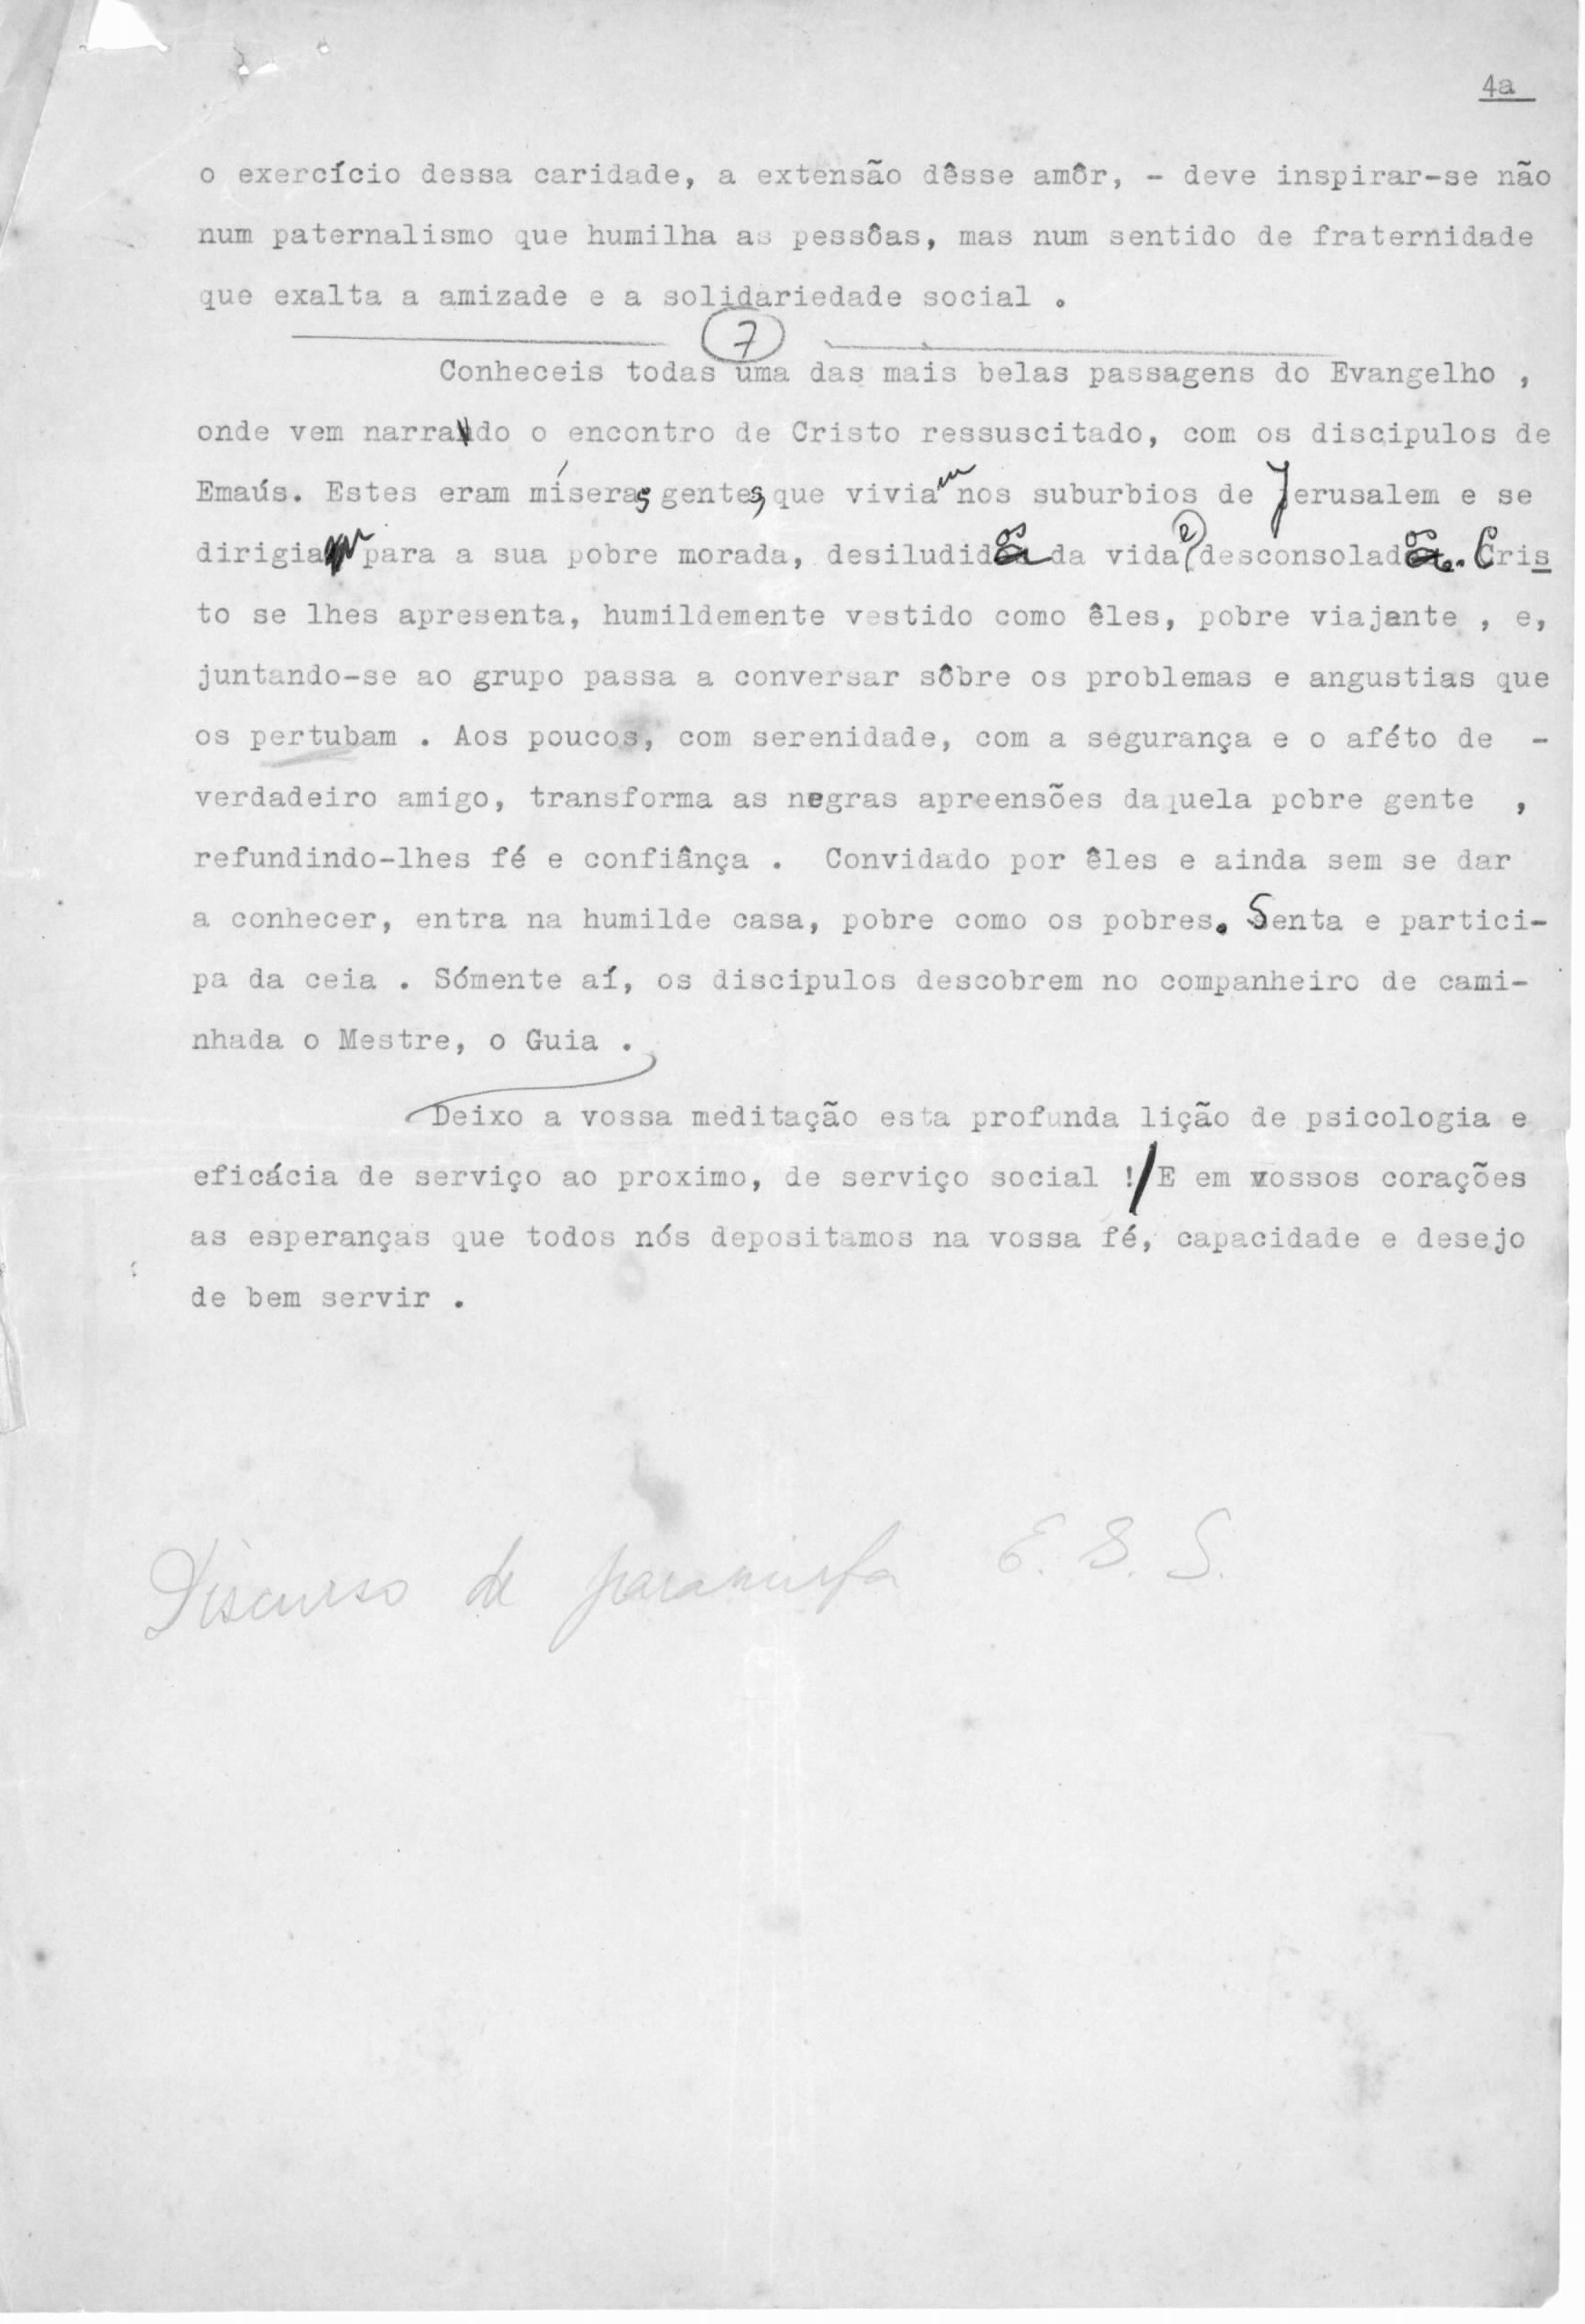 4a
o exercício dessa caridade, a extensão dêsse amôr, - deve inspirar-se não
num paternalismo que humilha as pessôas, mas num sentido de fraternidade
que exalta a amizade e a solidariedade social .
7
Conheceis todas uma das mais belas passagens do Evangelho ,
onde vem narrado o encontro de Cristo ressuscitado, com os discipulos de
Emaús. Estes eram míseras gentes, que viviam nos suburbios de Jerusalem e se
dirigiam para a sua pobre morada, desiludidos da vida e desconsolados. Cris
to se lhes apresenta, humildemente vestido como êles, pobre viajante , e,
juntando-se ao grupo passa a conversar sôbre os problemas e angustias que
os pertubam . Aos poucos, com serenidade, com a segurança e o aféto de -
verdadeiro amigo, transforma as negras apreensões daquela pobre gente ,
refundindo-lhes fé e confiânça . Convidado por êles e ainda sem se dar
a conhecer, entra na humilde casa, pobre como os pobres. Senta e partici-
pa da ceia . Sómente aí, os discipulos descobrem no companheiro de cami-
nhada o Mestre, o Guia .
Deixo a vossa meditação esta profunda lição de psicologia e
eficácia de serviço ao proximo, de serviço social !/ E em vossos corações
as esperanças que todos nós depositamos na vossa fé, capacidade e desejo
de bem servir .
Discurso de paraninfa E. S. S.